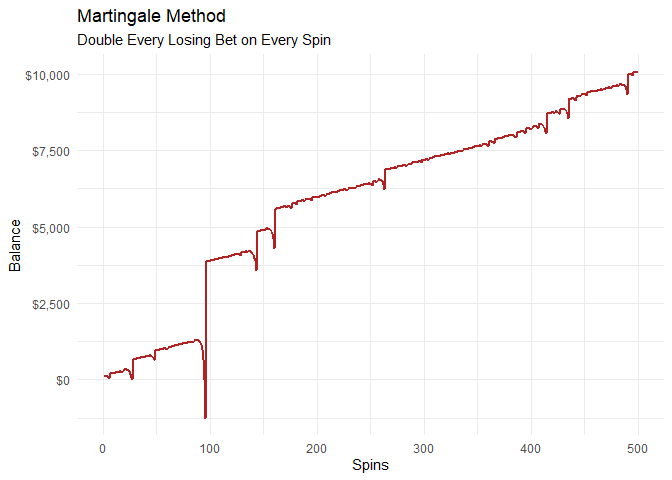 Martingale Method
Double Every Losing Bet on Every Spin
$10,000
$7,500
$5,000
$2,500
$0
Balance
0 100 200 300 400 500
Spins